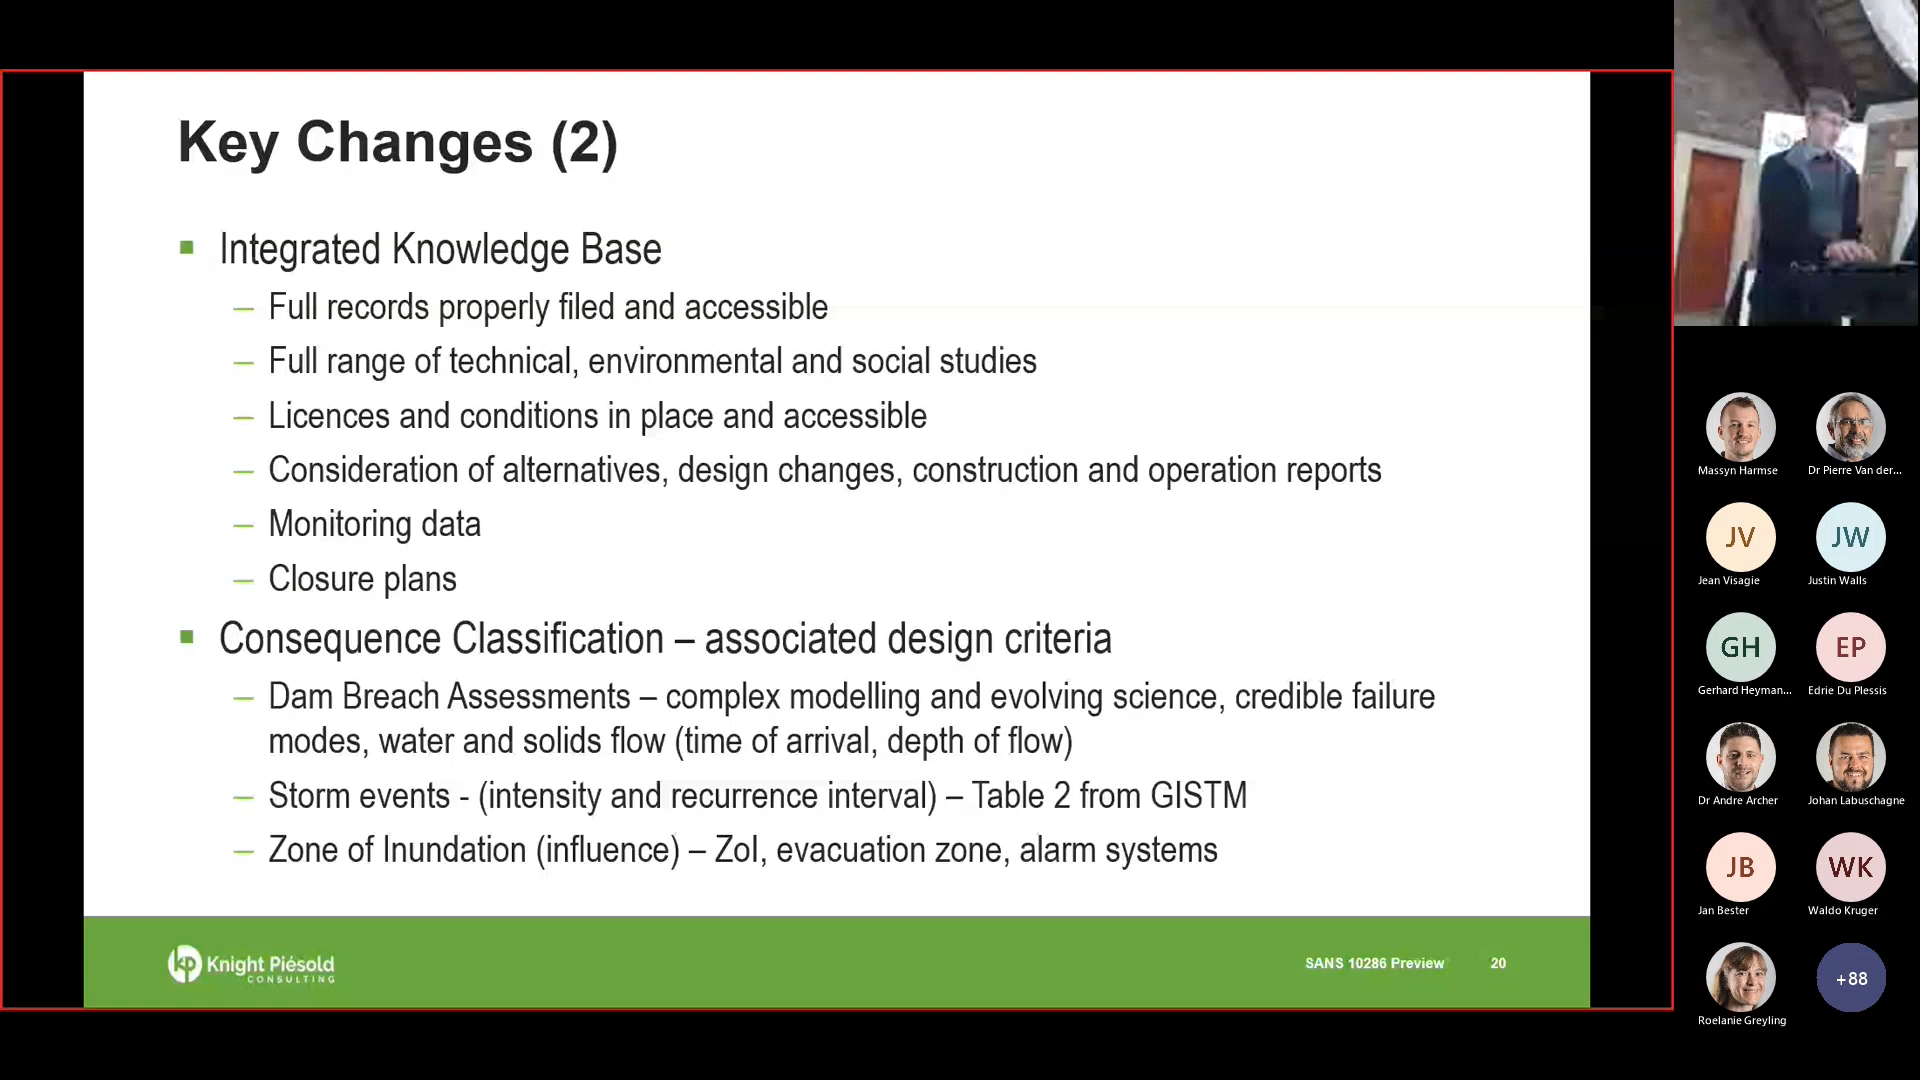 Key Changes (2)
Integrated Knowledge Base
– Full records properly filed and accessible
– Full range of technical, environmental and social studies
– Licences and conditions in place and accessible
– Consideration of alternatives, design changes, construction and operation reports
– Monitoring data
– Closure plans
Consequence Classification – associated design criteria
– Dam Breach Assessments – complex modelling and evolving science, credible failure
modes, water and solids flow (time of arrival, depth of flow)
– Storm events - (intensity and recurrence interval) – Table 2 from GISTM
– Zone of Inundation (influence) – ZoI, evacuation zone, alarm systems
kp Knight Piésold
CONSULTING
SANS 10286 Preview 20
Massyn Harmse
Dr Pierre Van der...
JV
JW
Jean Visagie
Justin Walls
GH
EP
Gerhard Heyman...
Edrie Du Plessis
Dr Andre Archer
Johan Labuschagne
JB
WK
Jan Bester
Waldo Kruger
+88
Roelanie Greyling